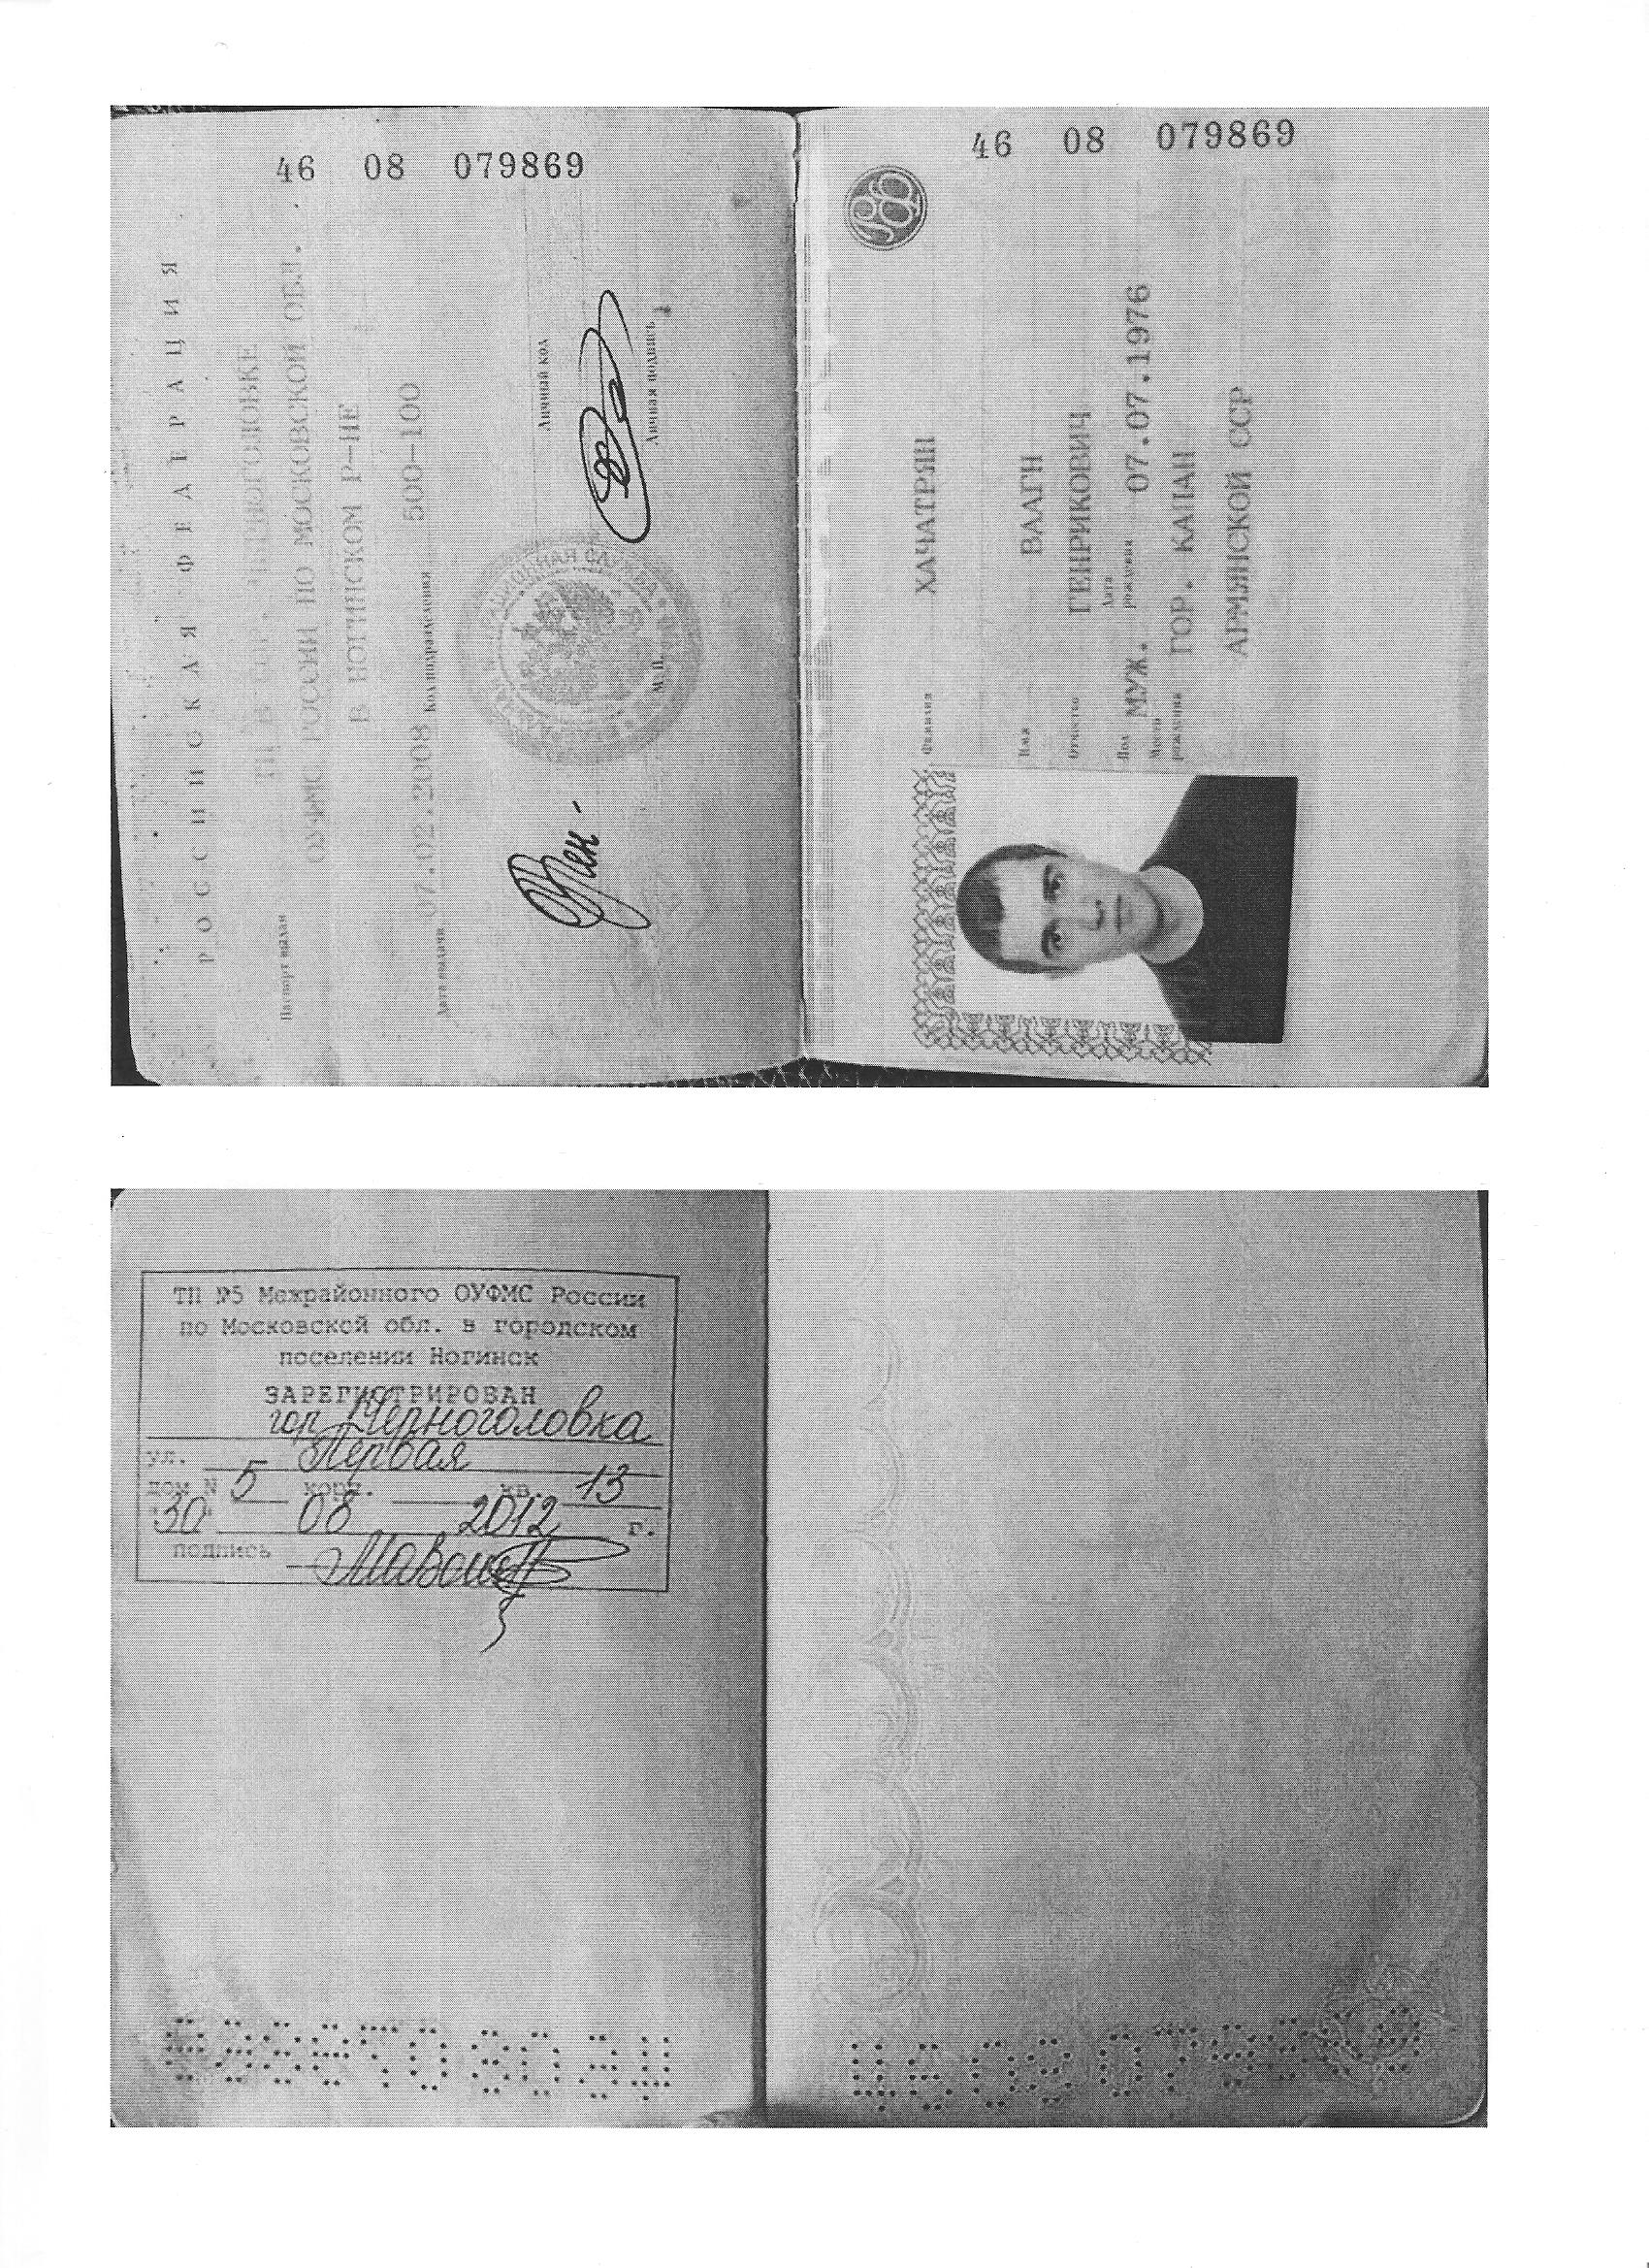 46 08 079869
РОССИЙСКАЯ ФЕДЕРАЦИЯ
Паспорт выдан
ТП В ГОР. ЧЕРНОГОЛОВКЕ
ОУФМС РОССИИ ПО МОСКОВСКОЙ ОБЛ.
В НОГИНСКОМ Р-НЕ
Дата выдачи 07.02.2008 Код подразделения 500-100
Личный код
Личная подпись
М.П.
46 08 079869
Фамилия ХАЧАТРЯН
Имя ВААГН
Отчество ГЕНРИКОВИЧ
Пол МУЖ. Дата рождения 07.07.1976
Место рождения ГОР. КАПАН
АРМЯНСКОЙ ССР
ТП №5 Межрайонного ОУФМС России
по Московской обл. в городском
поселении Ногинск
ЗАРЕГИСТРИРОВАН
гор Черноголовка
ул. Первая
дом № 5 корп. кв. 13
"30" 08 2012 г.
подпись
4608079869
4608079869